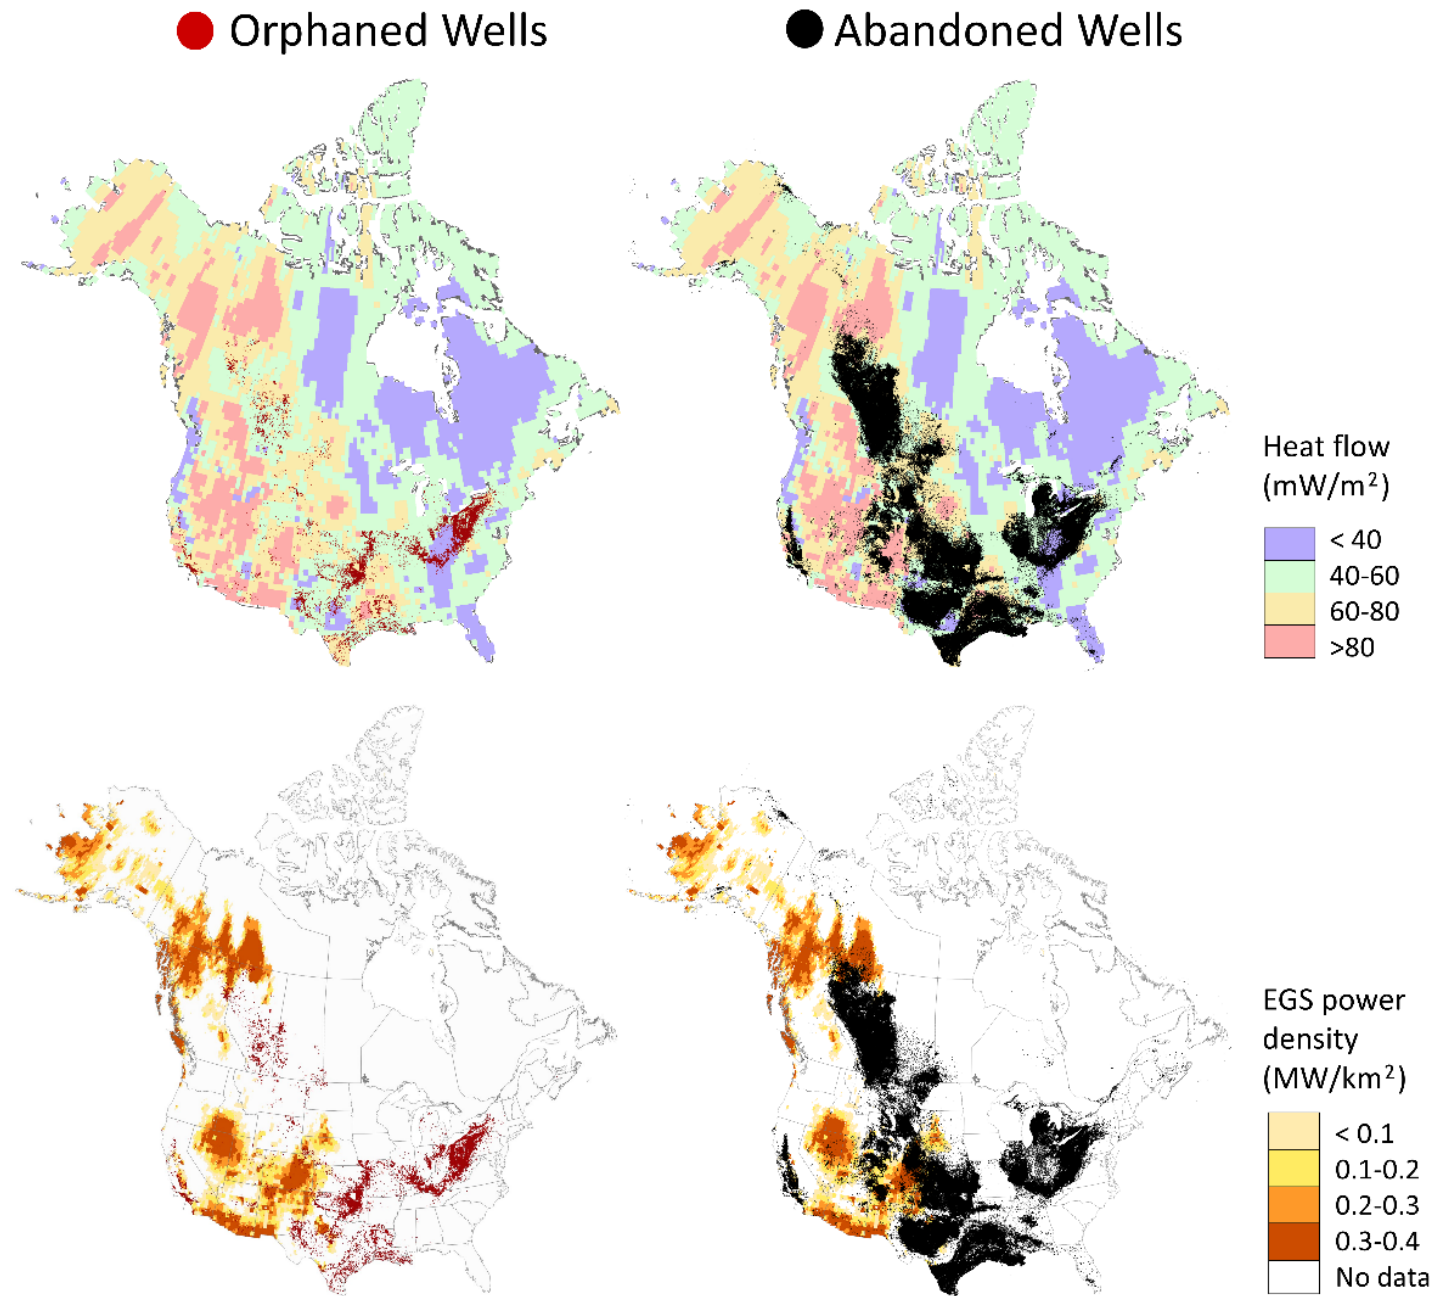 Orphaned Wells
Abandoned Wells
Heat flow
(mW/m²)
< 40
40-60
60-80
>80
EGS power
density
(MW/km²)
< 0.1
0.1-0.2
0.2-0.3
0.3-0.4
No data